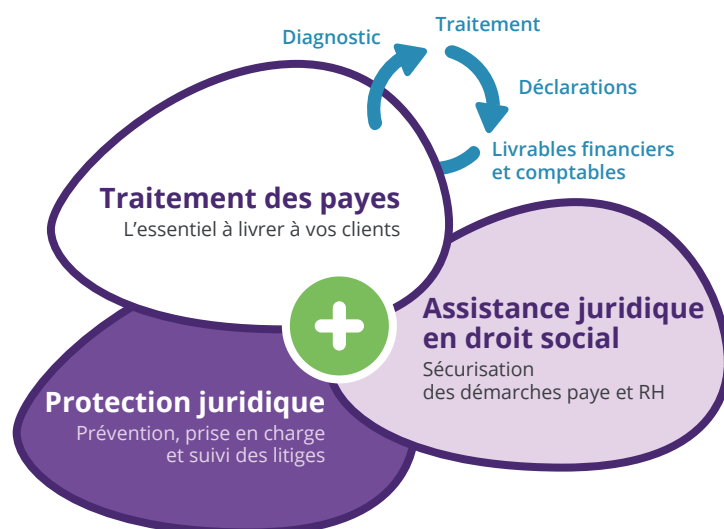 Diagnostic
Traitement
Déclarations
Livrables financiers
et comptables
Traitement des payes
L’essentiel à livrer à vos clients
Assistance juridique
en droit social
Sécurisation
des démarches paye et RH
Protection juridique
Prévention, prise en charge
et suivi des litiges